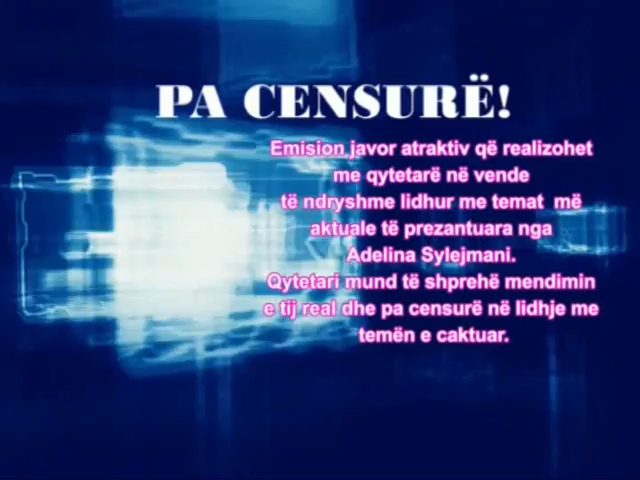 PA CENSURË!
Emision javor atraktiv që realizohet
me qytetarë në vende
të ndryshme lidhur me temat më
aktuale të prezantuara nga
Adelina Sylejmani.
Qytetari mund të shprehë mendimin
e tij real dhe pa censurë në lidhje me
temën e caktuar.